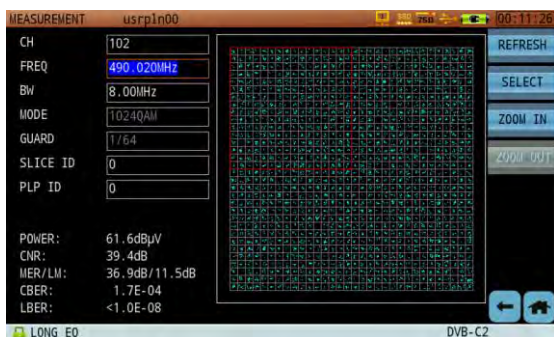 MEASUREMENT usrpln00 75Ω 00:11:26
CH 102
FREQ 490.020MHz
BW 8.00MHz
MODE 1024QAM
GUARD 1/64
SLICE ID 0
PLP ID 0
POWER: 61.6dBµV
CNR: 39.4dB
MER/LM: 36.9dB/11.5dB
CBER: 1.7E-04
LBER: <1.0E-08
REFRESH
SELECT
ZOOM IN
ZOOM OUT
LONG EQ DVB-C2